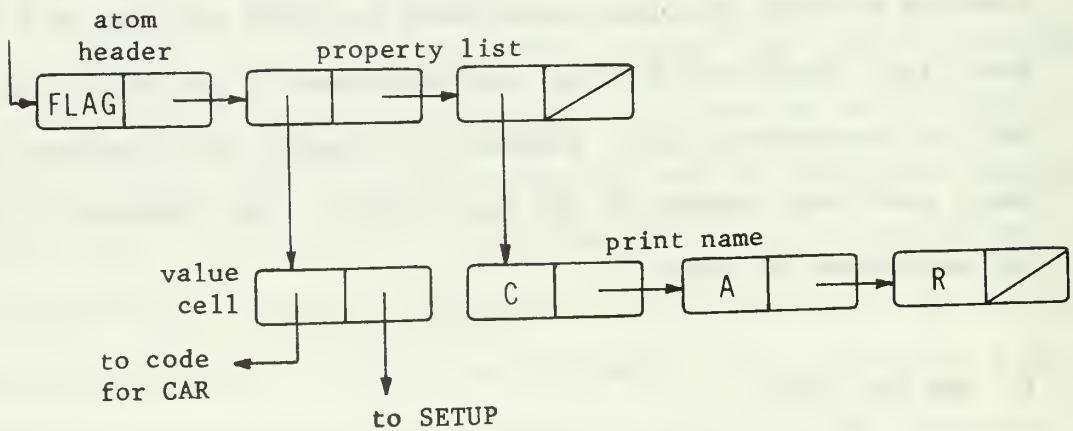 atom
header
property list
FLAG
value
cell
print name
C
A
R
to code
for CAR
to SETUP